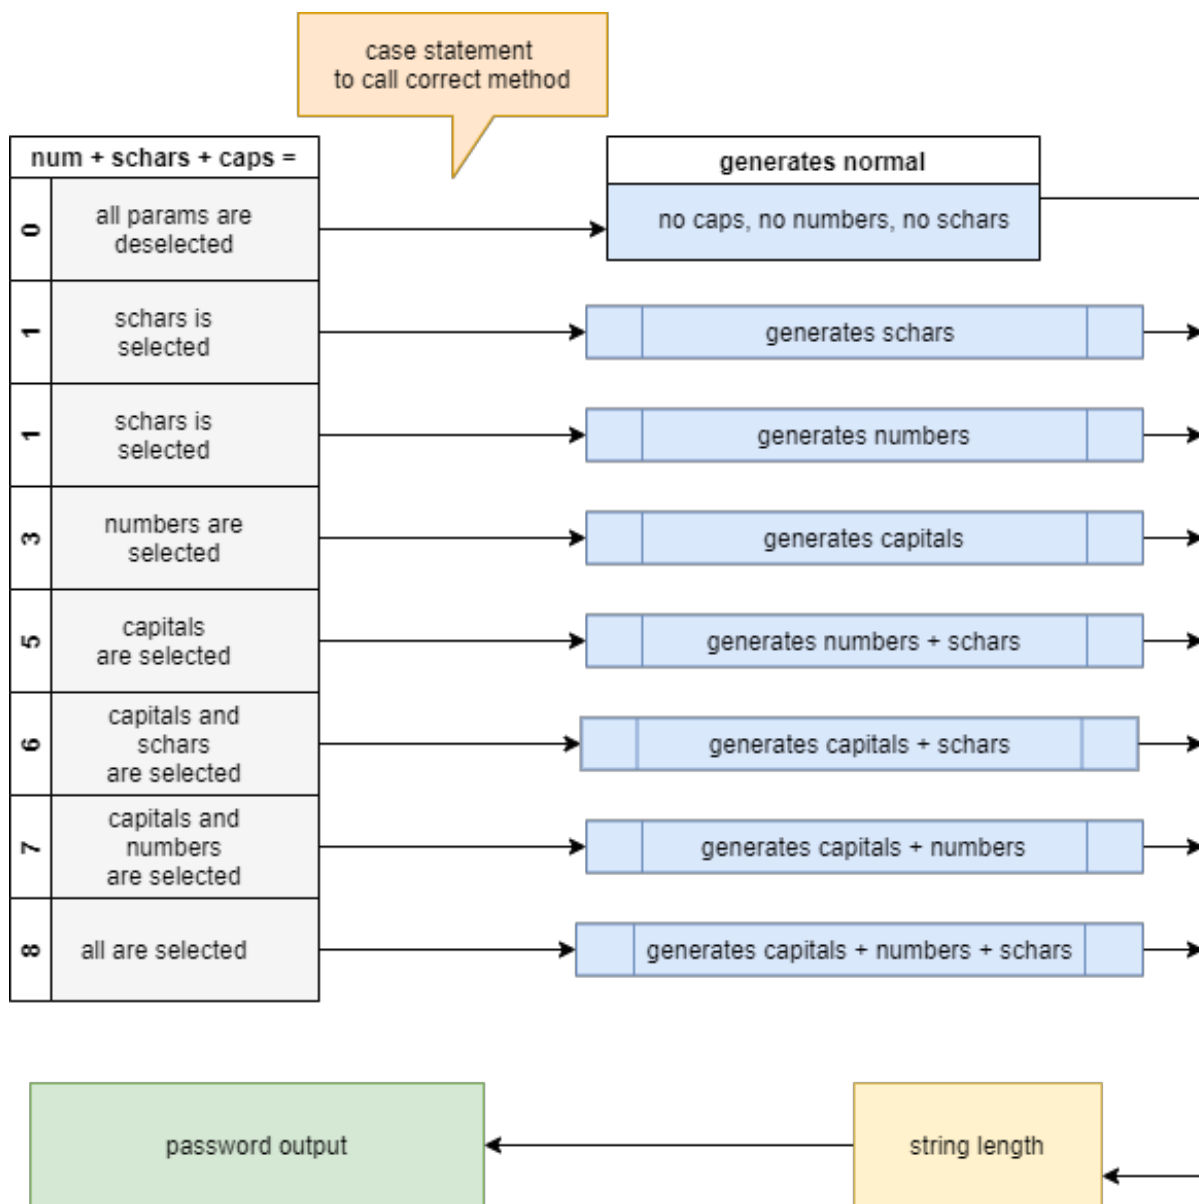 case statement
to call correct method
num + schars + caps =
generates normal
0
all params are
deselected
no caps, no numbers, no schars
1
schars is
selected
generates schars
1
schars is
selected
generates numbers
3
numbers are
selected
generates capitals
5
capitals
are selected
generates numbers + schars
6
capitals and
schars
are selected
generates capitals + schars
7
capitals and
numbers
are selected
generates capitals + numbers
8
all are selected
generates capitals + numbers + schars
password output
string length